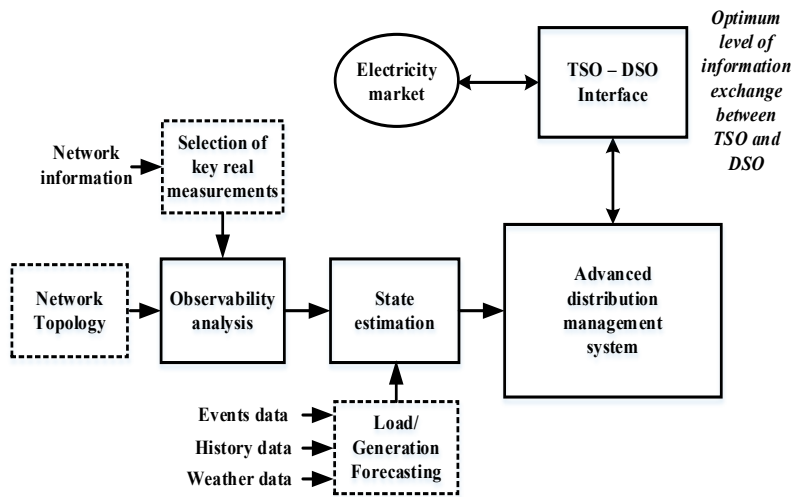 Optimum
level of
information
exchange
between
TSO and
DSO
Electricity
market
TSO – DSO
Interface
Network
information
Selection of
key real
measurements
Network
Topology
Observability
analysis
State
estimation
Advanced
distribution
management
system
Events data
History data
Weather data
Load/
Generation
Forecasting